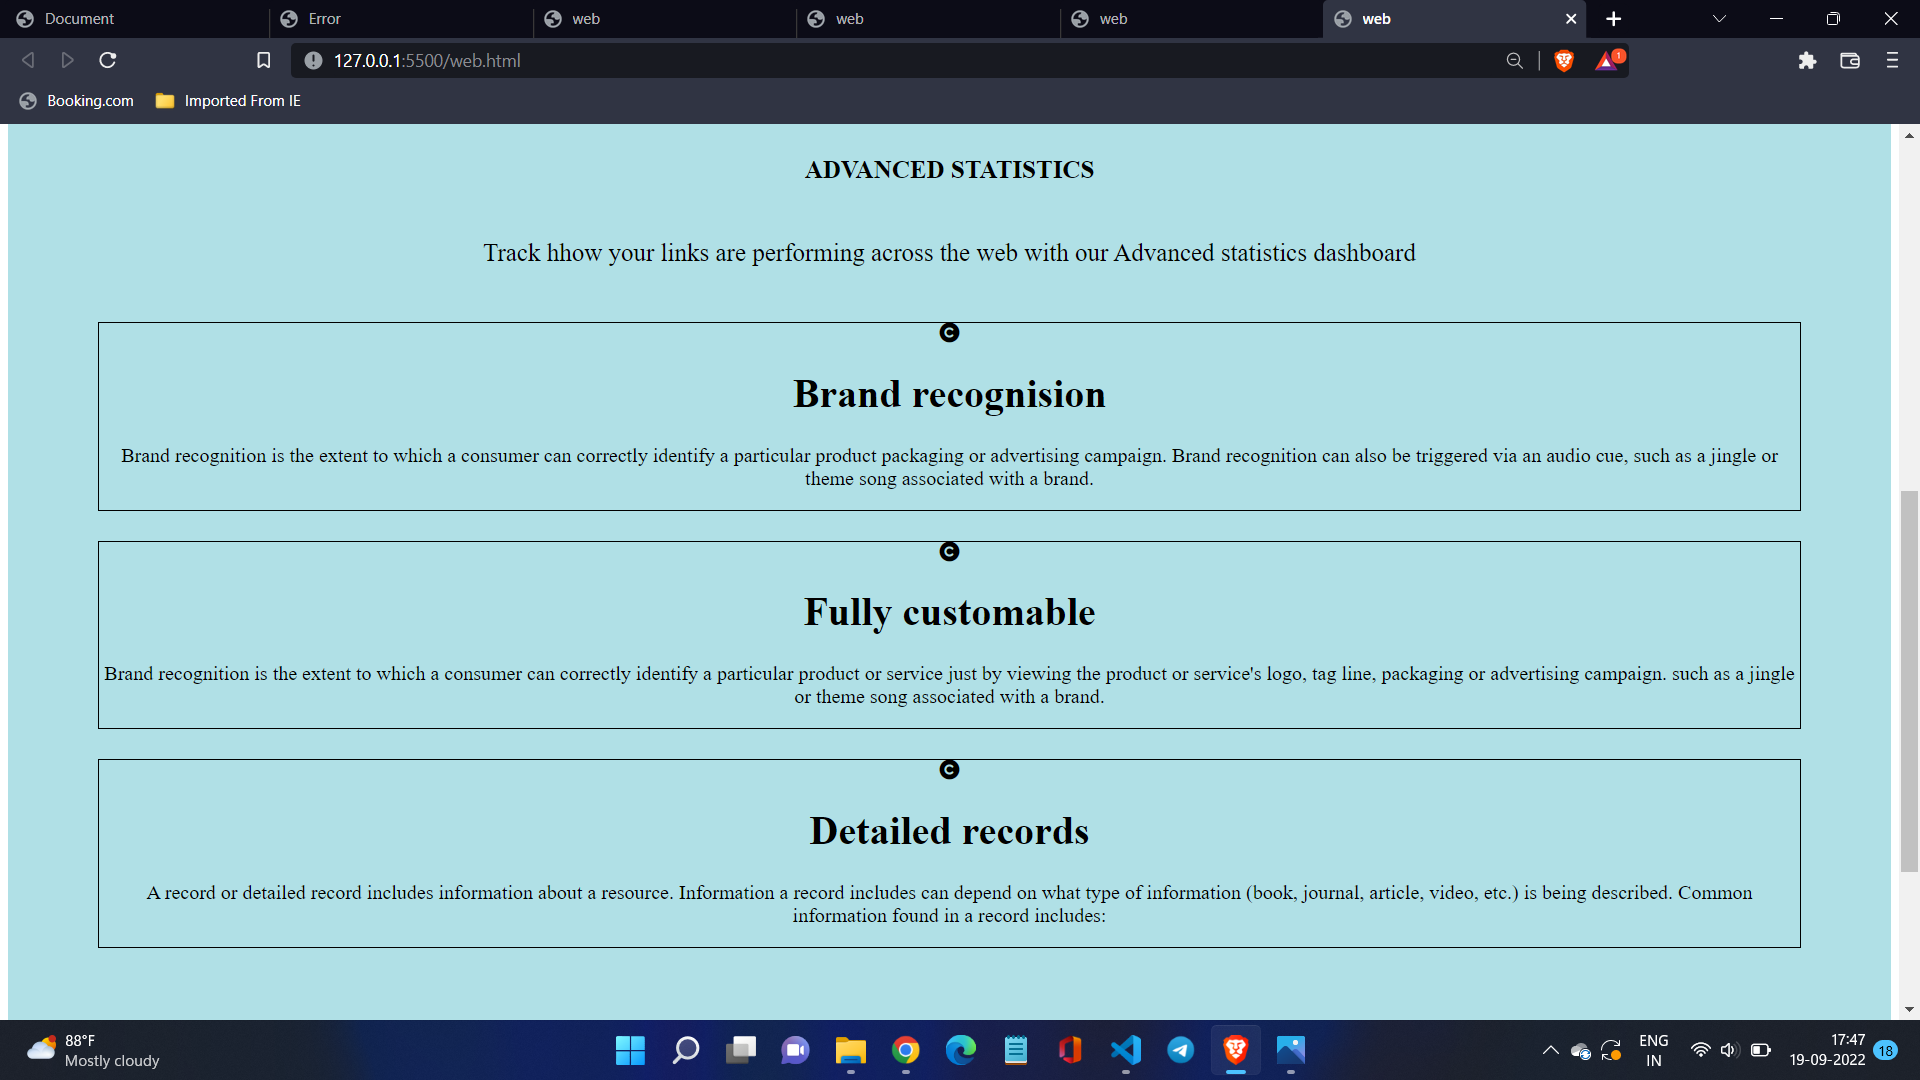 Document
Error
web
web
web
web
127.0.0.1:5500/web.html
1
Booking.com
Imported From IE
ADVANCED STATISTICS
Track hhow your links are performing across the web with our Advanced statistics dashboard
C
Brand recognision
Brand recognition is the extent to which a consumer can correctly identify a particular product packaging or advertising campaign. Brand recognition can also be triggered via an audio cue, such as a jingle or
theme song associated with a brand.
C
Fully customable
Brand recognition is the extent to which a consumer can correctly identify a particular product or service just by viewing the product or service's logo, tag line, packaging or advertising campaign. such as a jingle
or theme song associated with a brand.
C
Detailed records
A record or detailed record includes information about a resource. Information a record includes can depend on what type of information (book, journal, article, video, etc.) is being described. Common
information found in a record includes:
88°F
Mostly cloudy
ENG
IN
17:47
19-09-2022
18